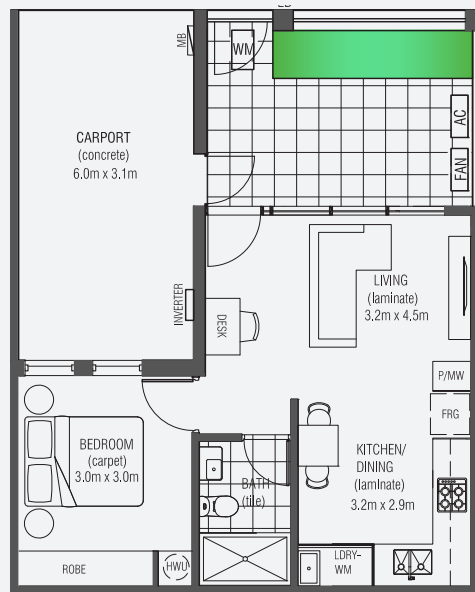 MB
WM
CARPORT
(concrete)
6.0m x 3.1m
AC
FAN
INVERTER
DESK
LIVING
(laminate)
3.2m x 4.5m
P/MW
FRG
BEDROOM
(carpet)
3.0m x 3.0m
BATH
(tile)
KITCHEN/
DINING
(laminate)
3.2m x 2.9m
ROBE
HWU
LDRY-
WM